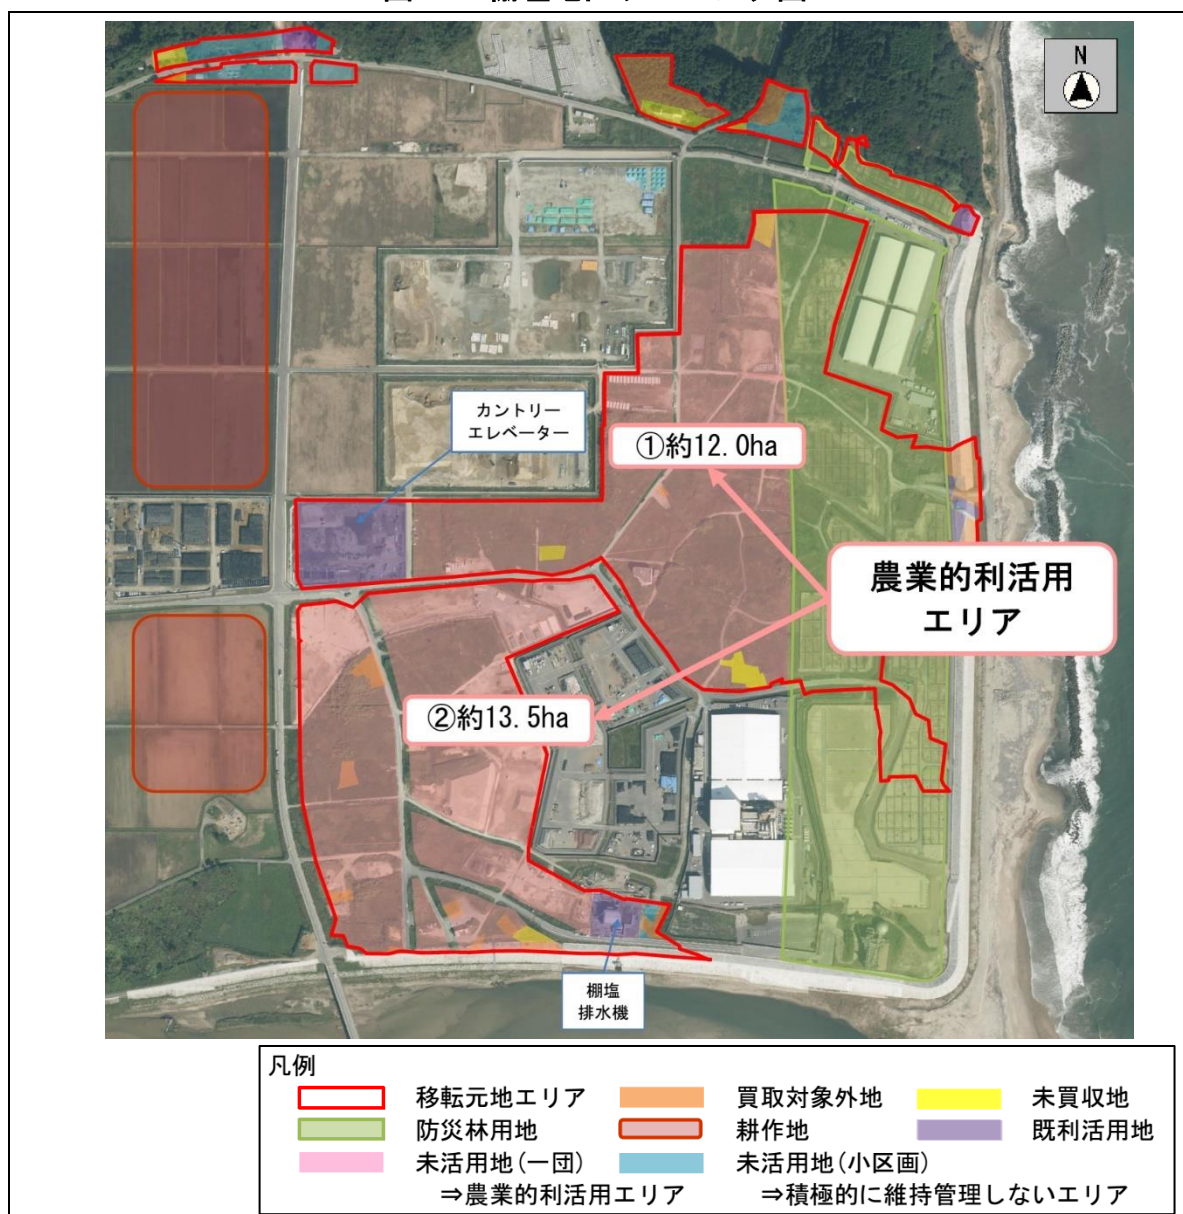 N
カントリー
エレベーター
①約12.0ha
農業的利活用
エリア
②約13.5ha
棚塩
排水機
凡例
移転元地エリア 買取対象外地 未買収地
防災林用地 耕作地 既利活用地
未活用地(一団) 未活用地(小区画)
⇒農業的利活用エリア ⇒積極的に維持管理しないエリア